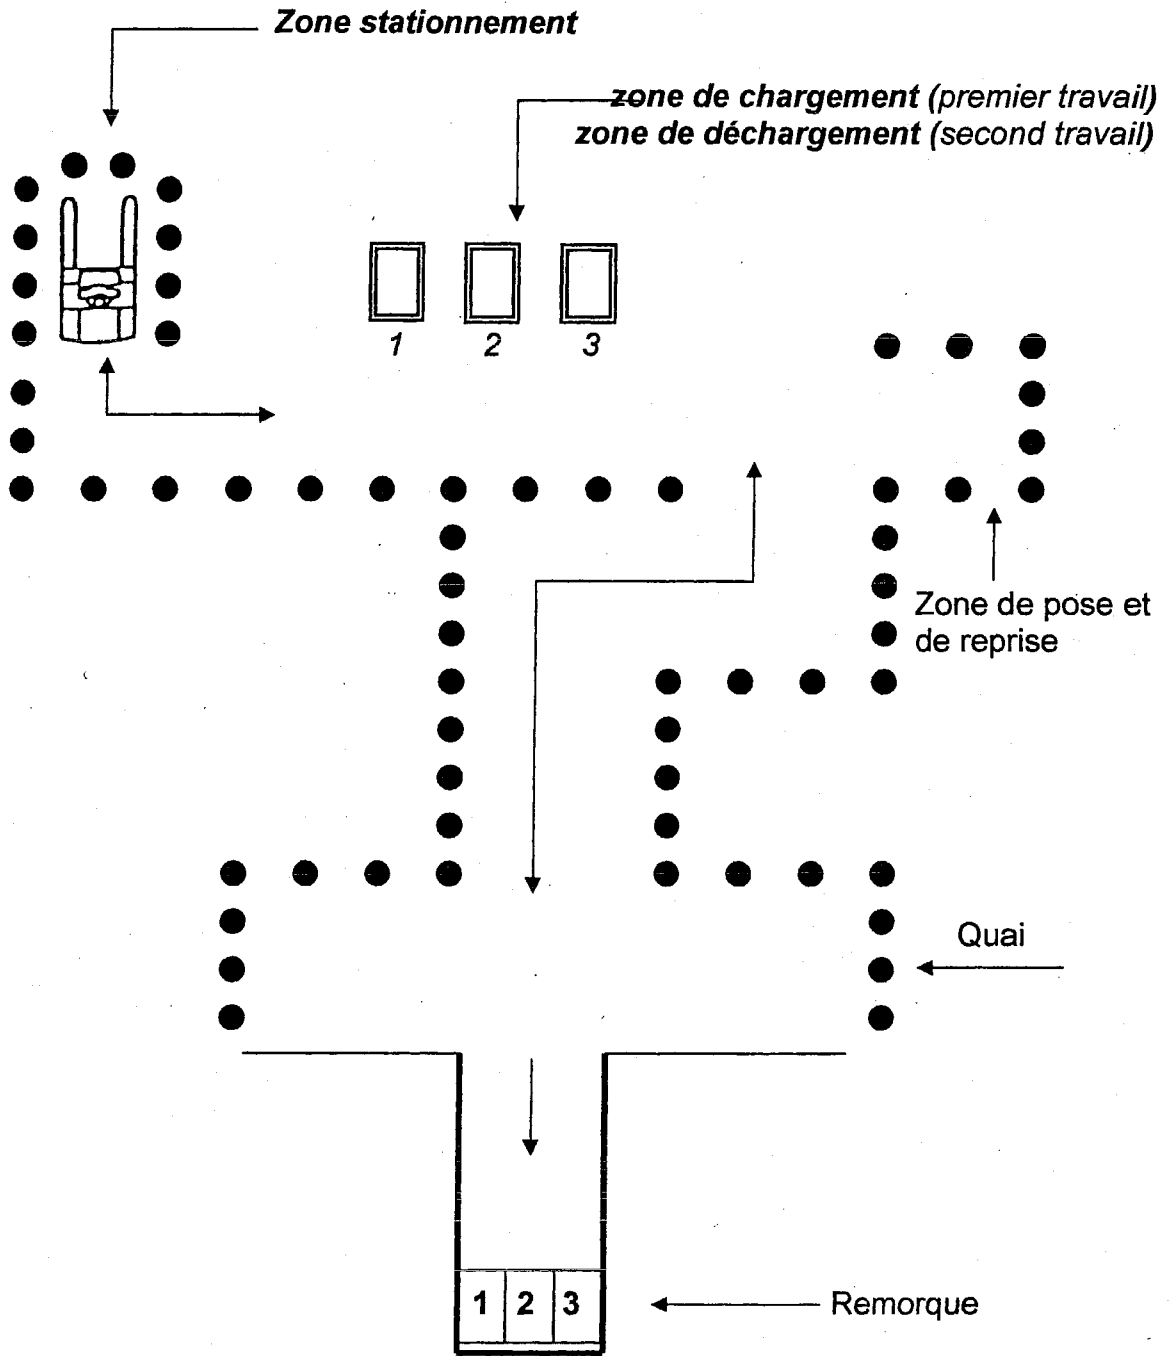 Zone stationnement
zone de chargement (premier travail)
zone de déchargement (second travail)
1 2 3
Zone de pose et
de reprise
Quai
1 2 3
Remorque